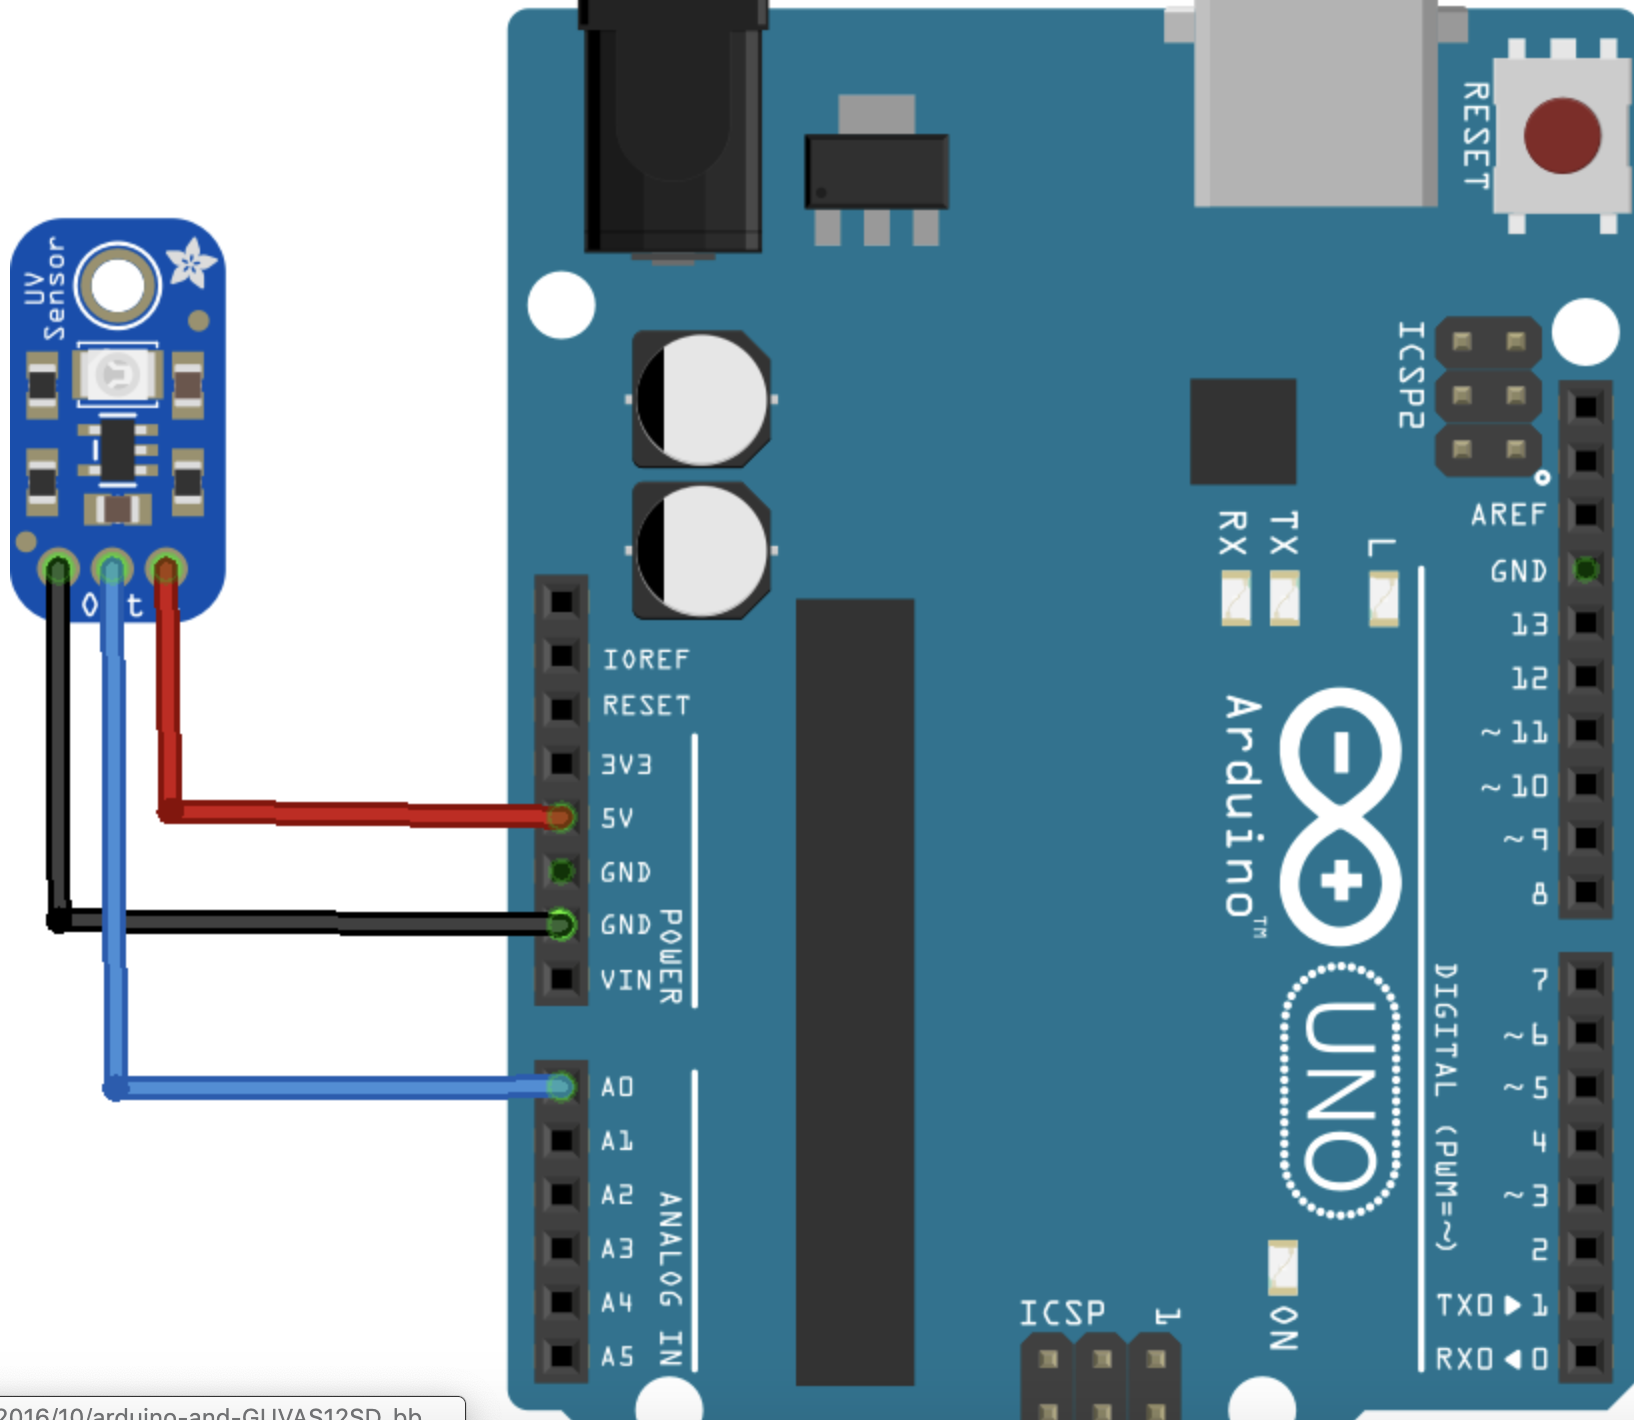 UV
Sensor
O t
RESET
ICSP2
RX
TX
L
AREF
GND
13
12
~ 11
~ 10
~ 9
8
IOREF
RESET
3V3
5V
GND
GND
VIN
POWER
Arduino™
UNO
DIGITAL (PWM=~)
7
~ 6
~ 5
4
~ 3
2
TX0 ▶ 1
RX0 ◀ 0
A0
A1
A2
A3
A4
A5
ANALOG IN
ICSP
1
ON
2016/10/arduino-and-GUVAS12SD_bb